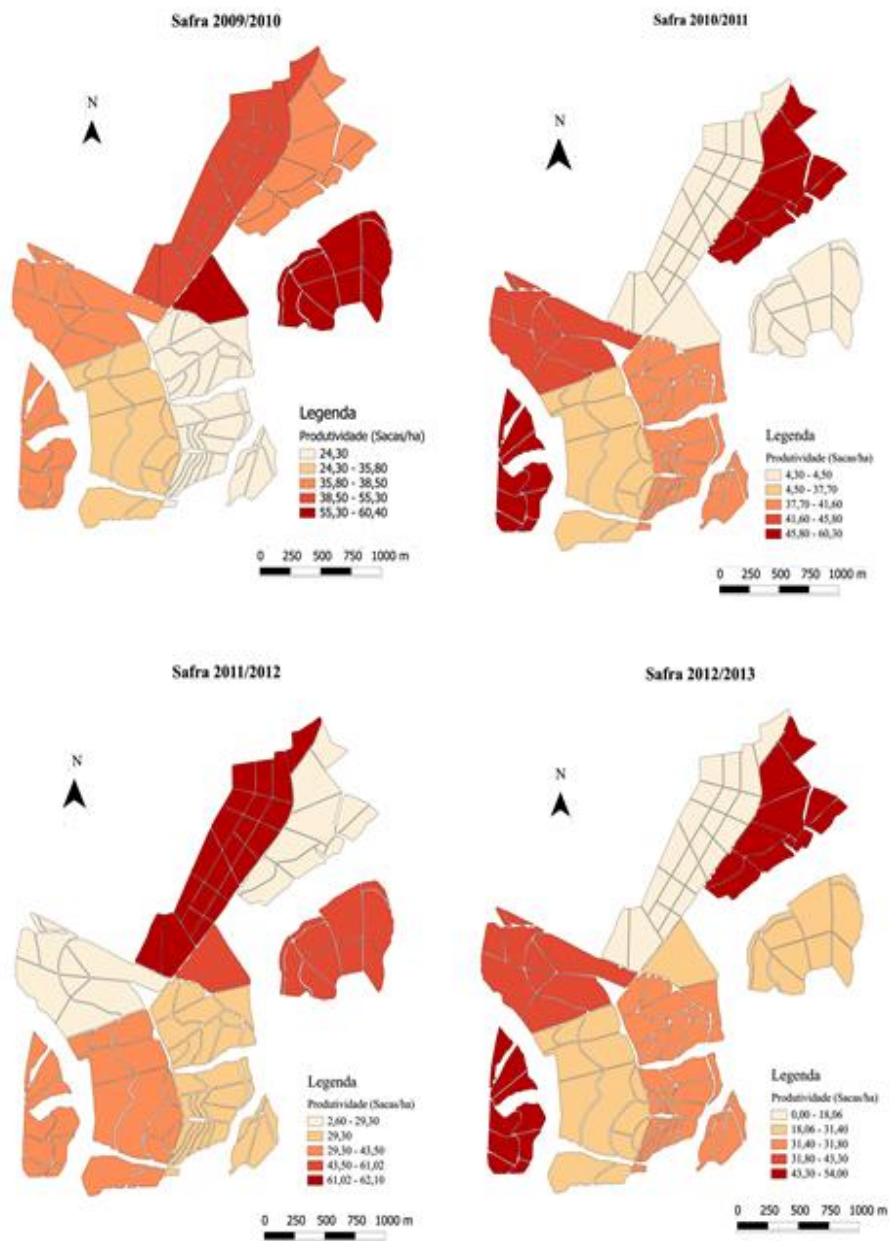 Safra 2009/2010
N
Legenda
Produtividade (Sacas/ha)
24,30
24,30 - 35,80
35,80 - 38,50
38,50 - 55,30
55,30 - 60,40
0 250 500 750 1000 m
Safra 2010/2011
N
Legenda
Produtividade (Sacas/ha)
4,30 - 4,50
4,50 - 37,70
37,70 - 41,60
41,60 - 45,80
45,80 - 60,30
0 250 500 750 1000 m
Safra 2011/2012
N
Legenda
Produtividade (Sacas/ha)
2,60 - 29,30
29,30
29,30 - 43,50
43,50 - 61,02
61,02 - 62,10
0 250 500 750 1000 m
Safra 2012/2013
N
Legenda
Produtividade (Sacas/ha)
0,00 - 18,06
18,06 - 31,40
31,40 - 31,80
31,80 - 43,30
43,30 - 54,00
0 250 500 750 1000 m